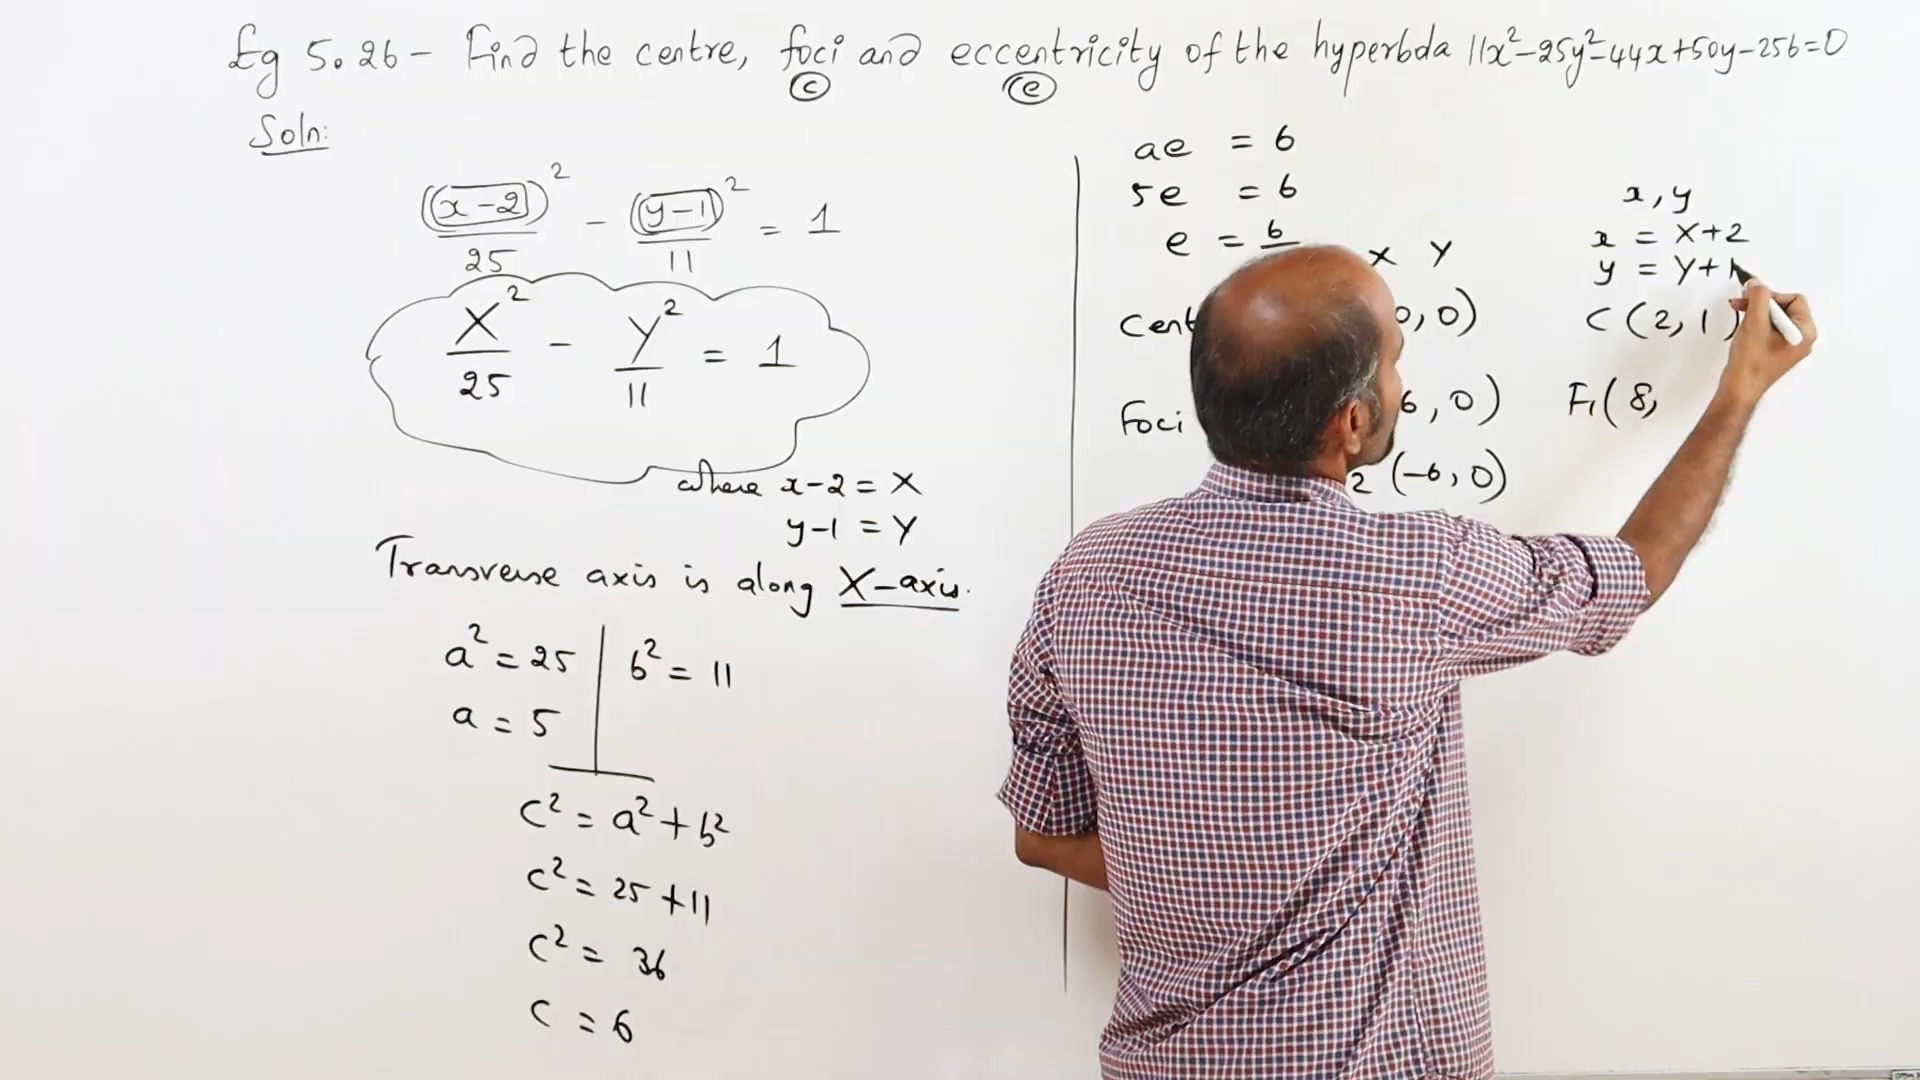 Eg 5.26 - Find the centre, foci and eccentricity of the hyperbola 11x²-25y²-44x+50y-256=0
c e
Soln:
((x-2))²/25 - (y-1)²/11 = 1
X²/25 - Y²/11 = 1
where x-2 = X
y-1 = Y
Transverse axis is along X-axis.
a² = 25 b² = 11
a = 5
c² = a²+b²
c² = 25+11
c² = 36
c = 6
ae = 6
5e = 6
e = 6
X Y
0, 0)
Foci 6, 0)
2 (-6, 0)
x, y
x = X+2
y = Y+1
C (2, 1)
F₁( 8,